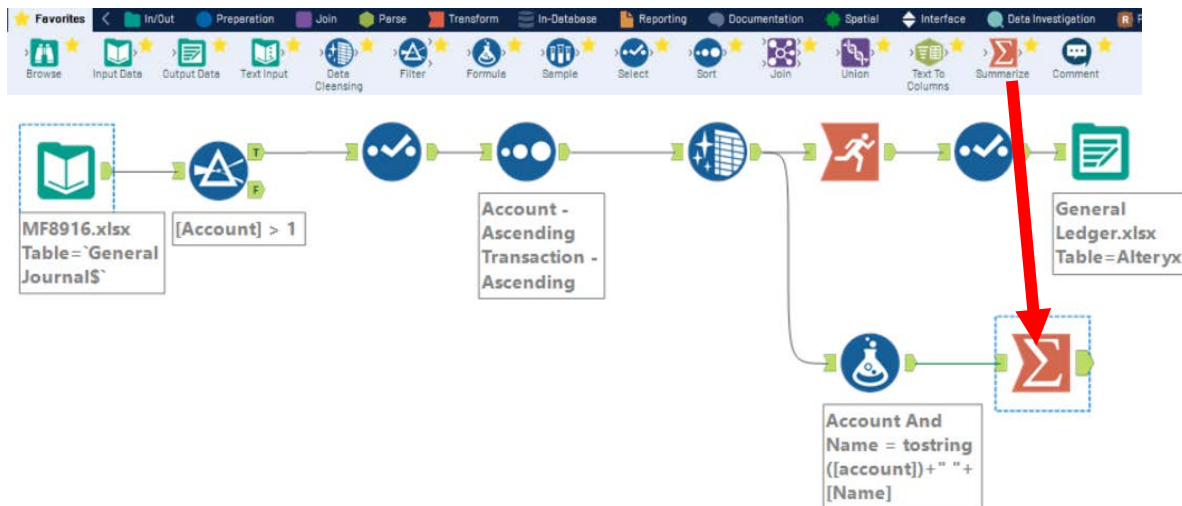 Favorites
In/Out
Preparation
Join
Parse
Transform
In-Database
Reporting
Documentation
Spatial
Interface
Data Investigation
R
Browse
Input Data
Output Data
Text Input
Data
Cleansing
Filter
Formula
Sample
Select
Sort
Join
Union
Text To
Columns
Summarize
Comment
T
F
MF8916.xlsx
Table=`General
Journal$`
[Account] > 1
Account -
Ascending
Transaction -
Ascending
General
Ledger.xlsx
Table=Alteryx
Account And
Name = tostring
([account])+" "+
[Name]